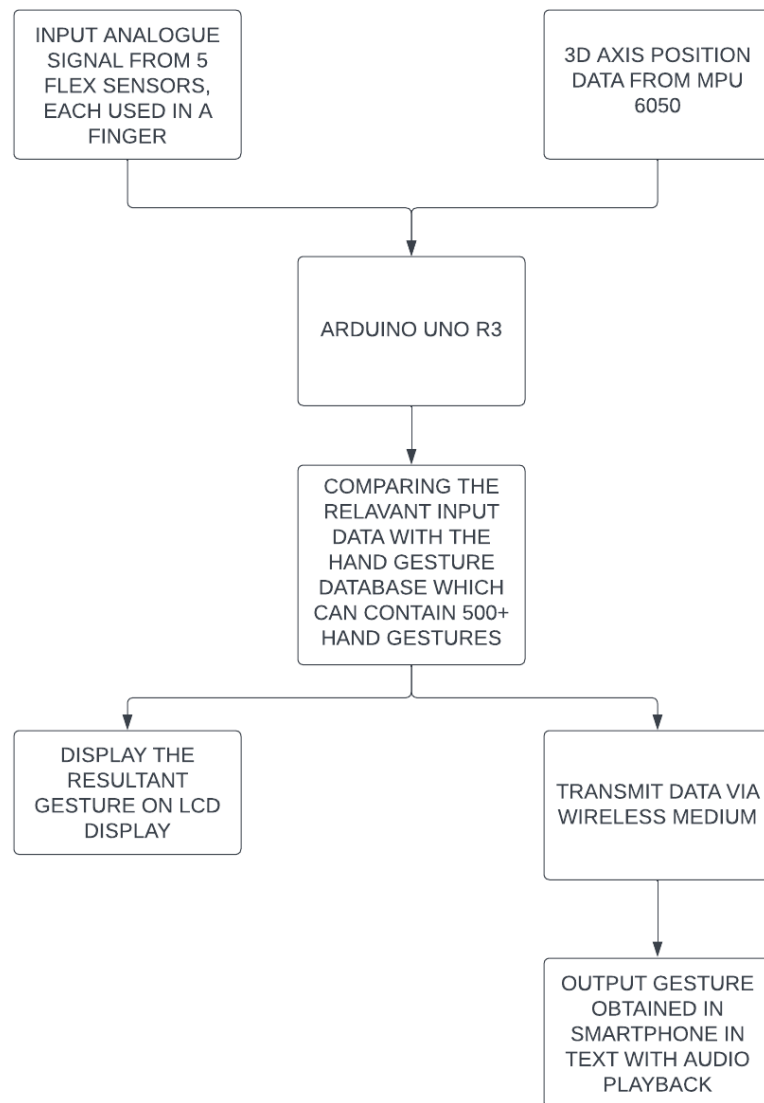 INPUT ANALOGUE
SIGNAL FROM 5
FLEX SENSORS,
EACH USED IN A
FINGER
3D AXIS POSITION
DATA FROM MPU
6050
ARDUINO UNO R3
COMPARING THE
RELAVANT INPUT
DATA WITH THE
HAND GESTURE
DATABASE WHICH
CAN CONTAIN 500+
HAND GESTURES
DISPLAY THE
RESULTANT
GESTURE ON LCD
DISPLAY
TRANSMIT DATA VIA
WIRELESS MEDIUM
OUTPUT GESTURE
OBTAINED IN
SMARTPHONE IN
TEXT WITH AUDIO
PLAYBACK